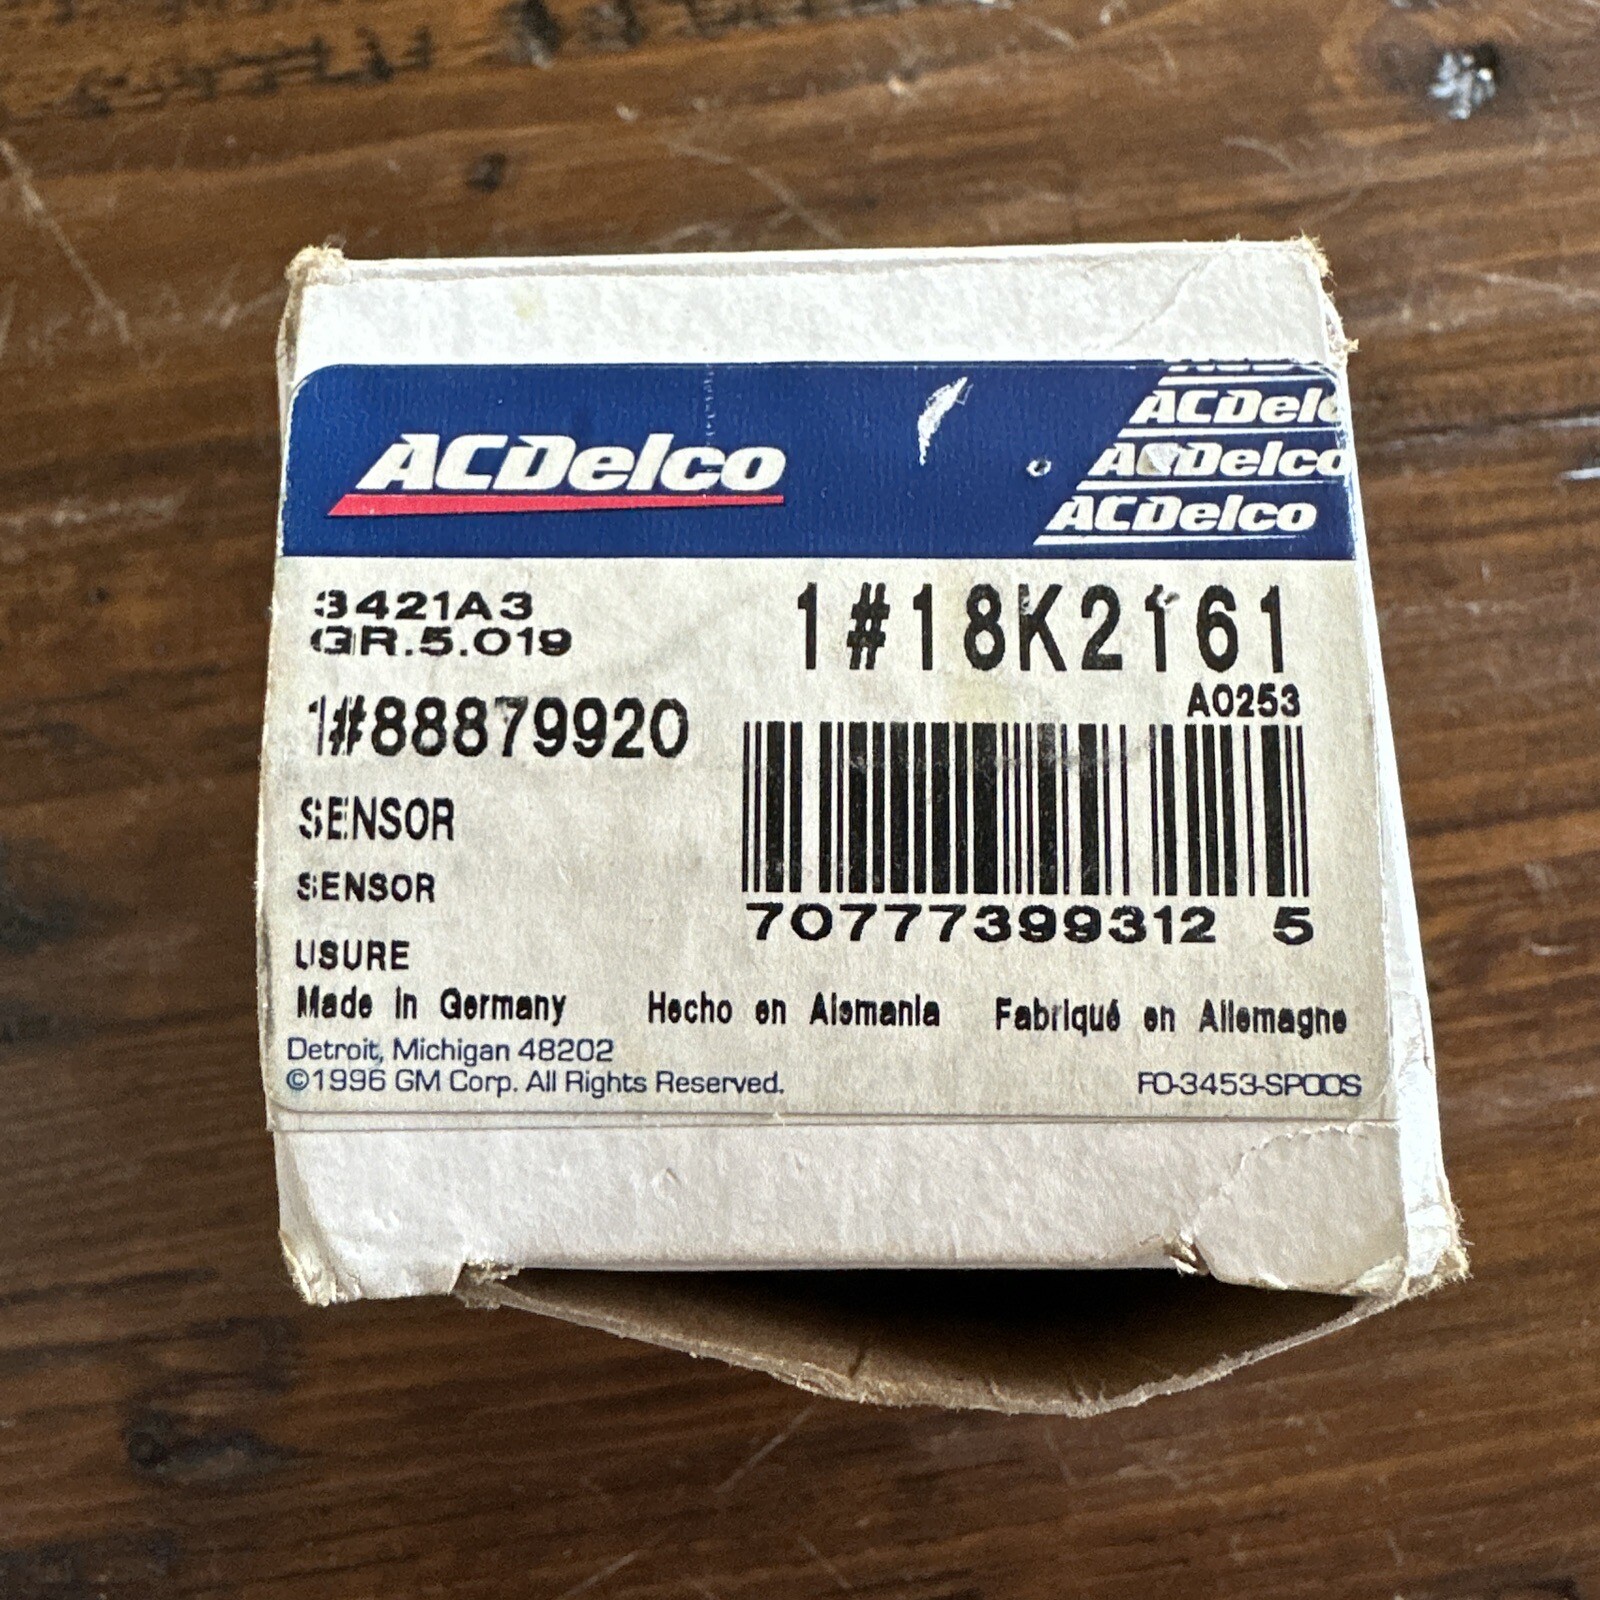 ACDelco
ACDelco
ACDelco
ACDelco
3421A3
GR.5.019
1#18K2161
A0253
1#88879920
SENSOR
SENSOR
USURE
70777399312 5
Made in Germany Hecho en Alemania Fabriqué en Allemagne
Detroit, Michigan 48202
©1996 GM Corp. All Rights Reserved.
FO-3453-SPOOS